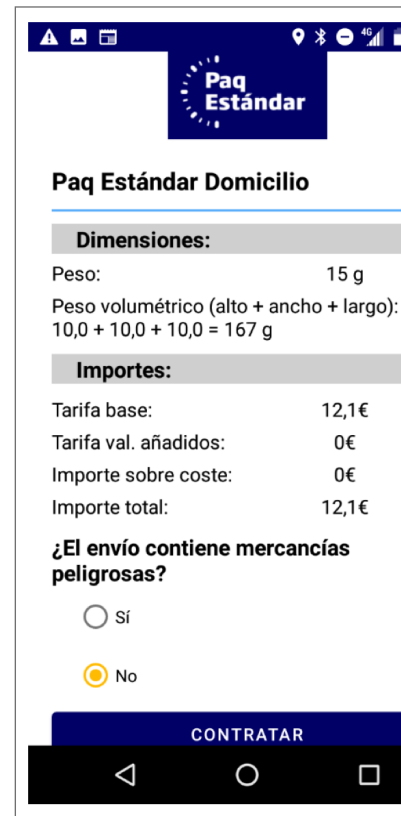 4G
Paq
Estándar
Paq Estándar Domicilio
Dimensiones:
Peso: 15 g
Peso volumétrico (alto + ancho + largo):
10,0 + 10,0 + 10,0 = 167 g
Importes:
Tarifa base: 12,1€
Tarifa val. añadidos: 0€
Importe sobre coste: 0€
Importe total: 12,1€
¿El envío contiene mercancías
peligrosas?
Sí
No
CONTRATAR